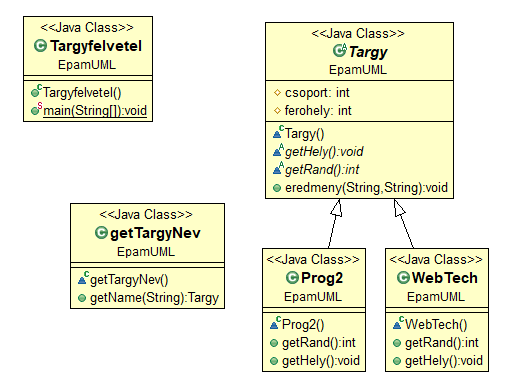 <<Java Class>>
Targyfelvetel
EpamUML
Targyfelvetel()
main(String[]):void
<<Java Class>>
Targy
EpamUML
csoport: int
ferohely: int
Targy()
getHely():void
getRand():int
eredmeny(String,String):void
<<Java Class>>
getTargyNev
EpamUML
getTargyNev()
getName(String):Targy
<<Java Class>>
Prog2
EpamUML
Prog2()
getRand():int
getHely():void
<<Java Class>>
WebTech
EpamUML
WebTech()
getRand():int
getHely():void